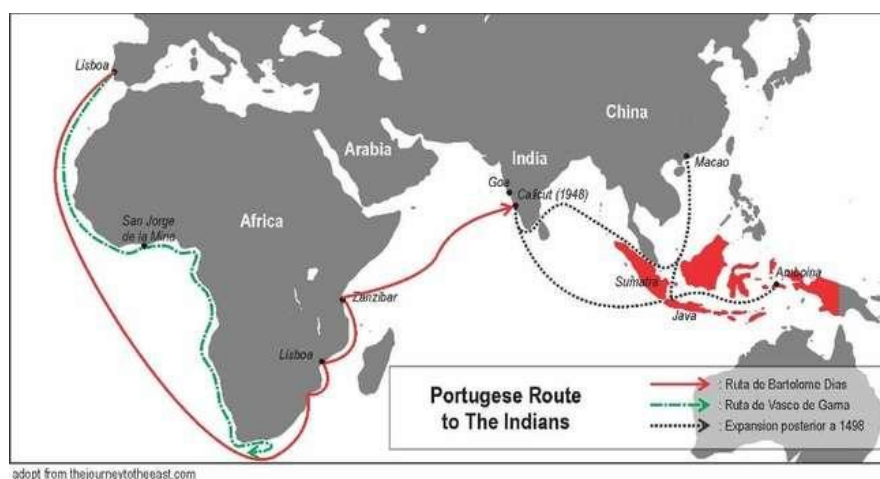 Lisboa
China
Arabia
India
Macao
Goa
Calicut (1948)
San Jorge
de la Mina
Africa
Sumatra
Amboina
Zanzibar
Java
Lisboa
Portugese Route
to The Indians
: Ruta de Bartolome Dias
: Ruta de Vasco de Gama
: Expansion posterior a 1498
adopt from thejourneytotheeast.com